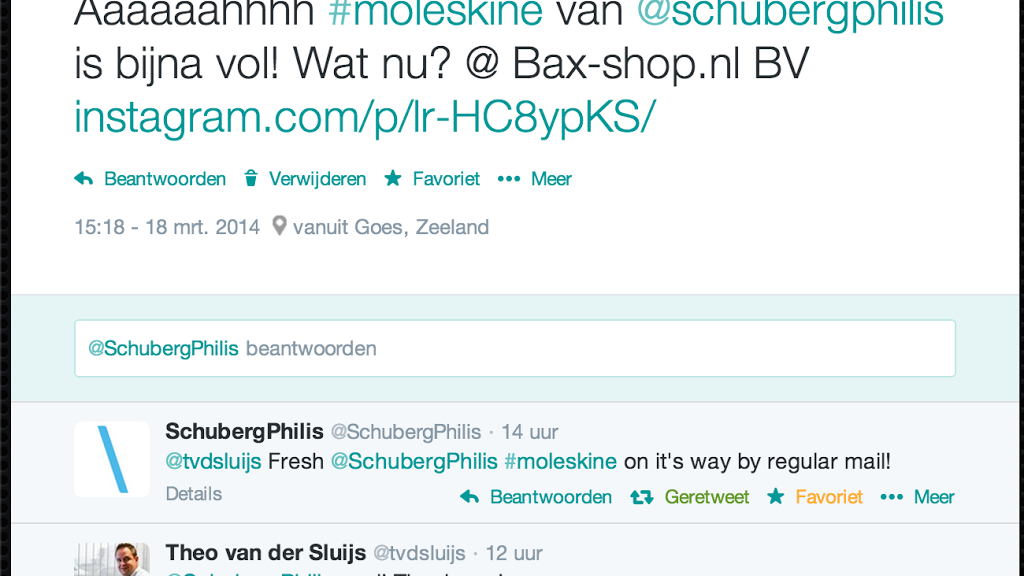 Aaaaaahhhh #moleskine van @schubergphilis
is bijna vol! Wat nu? @ Bax-shop.nl BV
instagram.com/p/lr-HC8ypKS/
Beantwoorden Verwijderen Favoriet ••• Meer
15:18 - 18 mrt. 2014 vanuit Goes, Zeeland
@SchubergPhilis beantwoorden
SchubergPhilis @SchubergPhilis · 14 uur
@tvdsluijs Fresh @SchubergPhilis #moleskine on it's way by regular mail!
Details Beantwoorden Geretweet Favoriet ••• Meer
Theo van der Sluijs @tvdsluijs · 12 uur